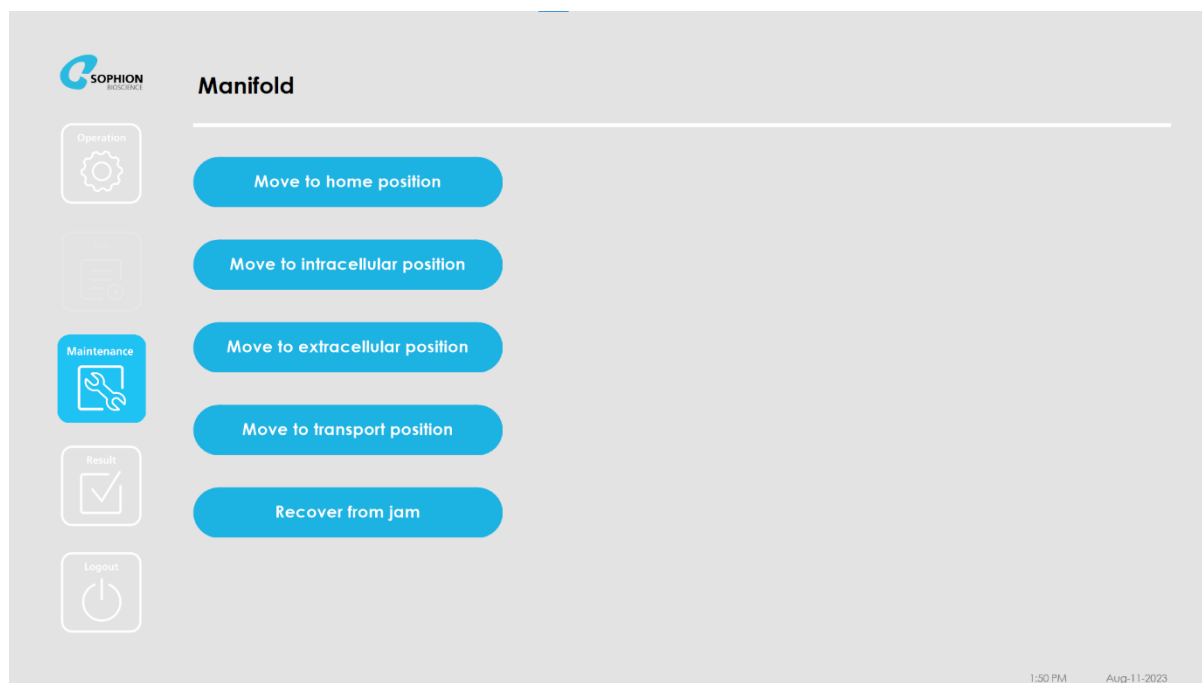 SOPHION
BIOSCIENCE
Manifold
Operation
Move to home position
Move to intracellular position
Maintenance
Move to extracellular position
Move to transport position
Result
Recover from jam
Logout
1:50 PM Aug-11-2023